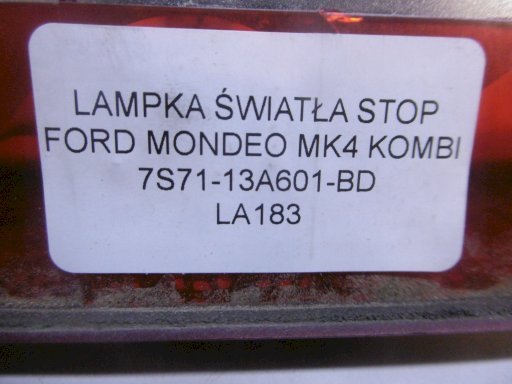 LAMPKA ŚWIATŁA STOP
FORD MONDEO MK4 KOMBI
7S71-13A601-BD
LA183